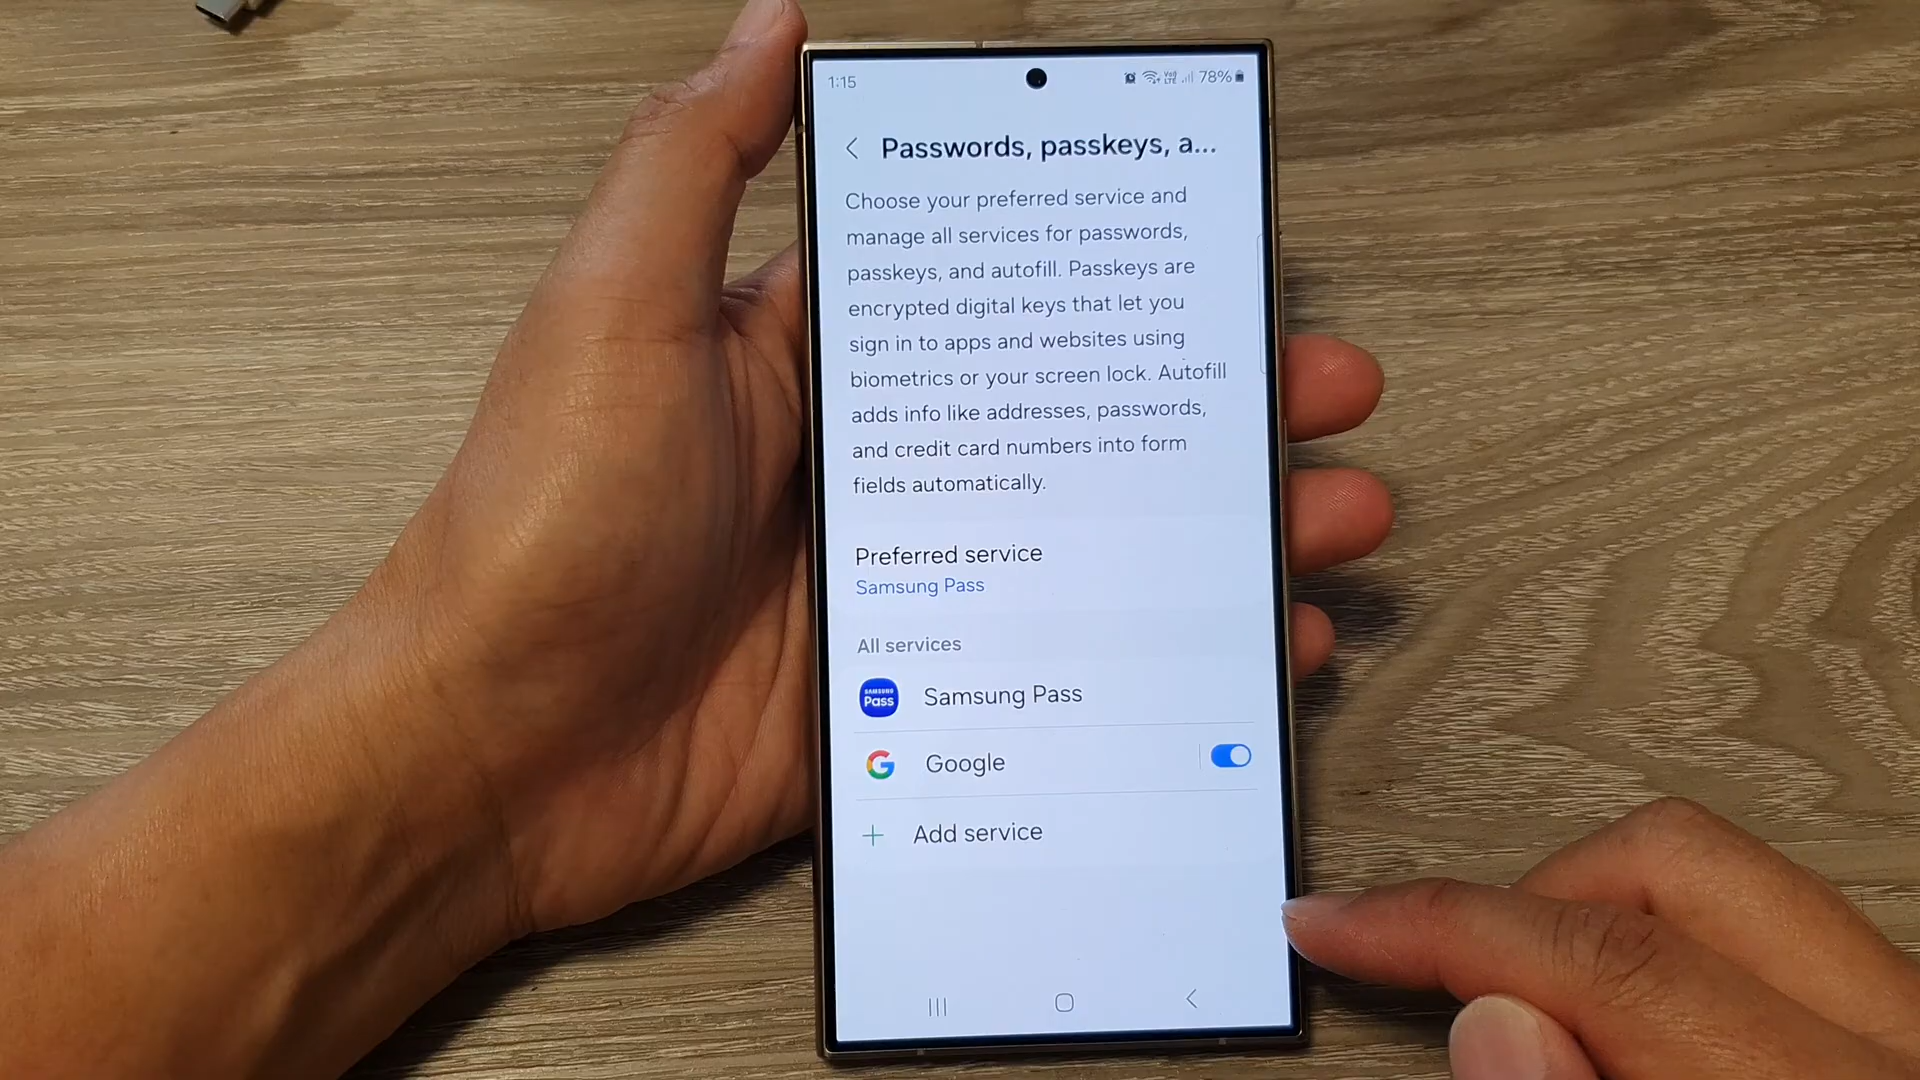 1:15
Vo))
LTE
78%
Passwords, passkeys, a...
Choose your preferred service and
manage all services for passwords,
passkeys, and autofill. Passkeys are
encrypted digital keys that let you
sign in to apps and websites using
biometrics or your screen lock. Autofill
adds info like addresses, passwords,
and credit card numbers into form
fields automatically.
Preferred service
Samsung Pass
All services
SAMSUNG
Pass
Samsung Pass
G
Google
Add service